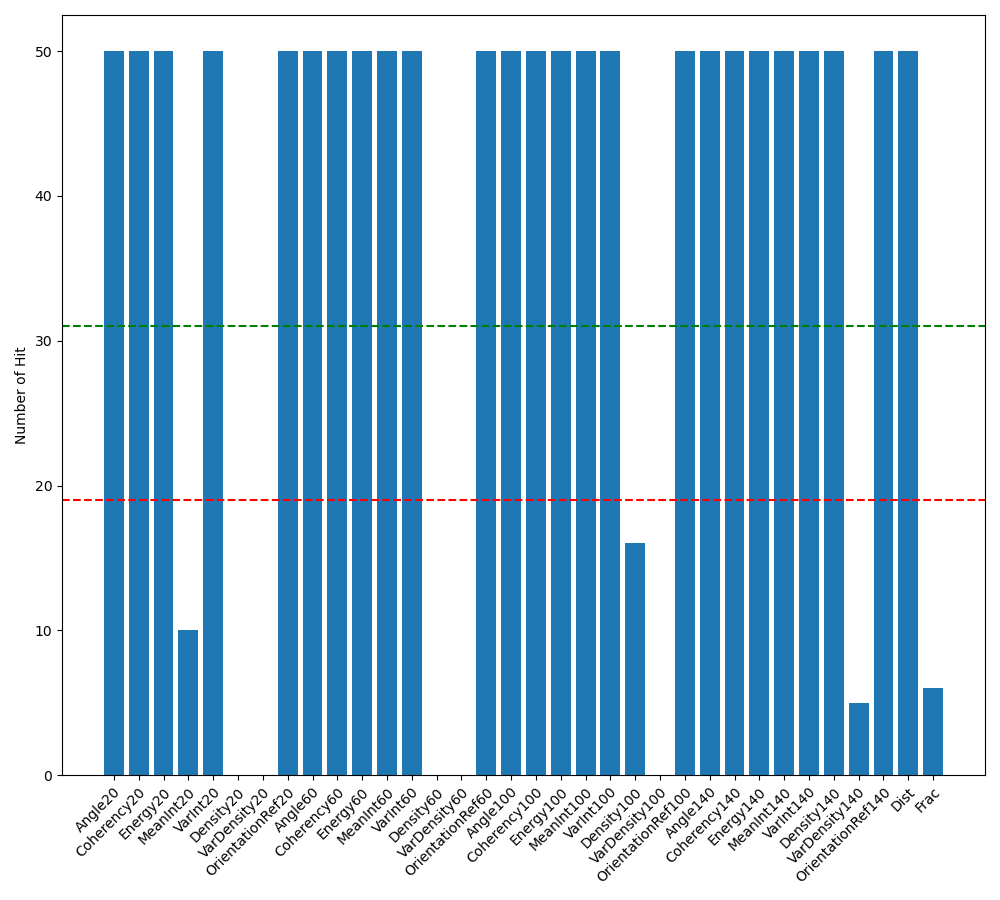 Number of Hit
50
40
30
20
10
0
Angle20
Coherency20
Energy20
MeanInt20
VarInt20
Density20
VarDensity20
OrientationRef20
Angle60
Coherency60
Energy60
MeanInt60
VarInt60
Density60
VarDensity60
OrientationRef60
Angle100
Coherency100
Energy100
MeanInt100
VarInt100
Density100
VarDensity100
OrientationRef100
Angle140
Coherency140
Energy140
MeanInt140
VarInt140
Density140
VarDensity140
OrientationRef140
Dist
Frac